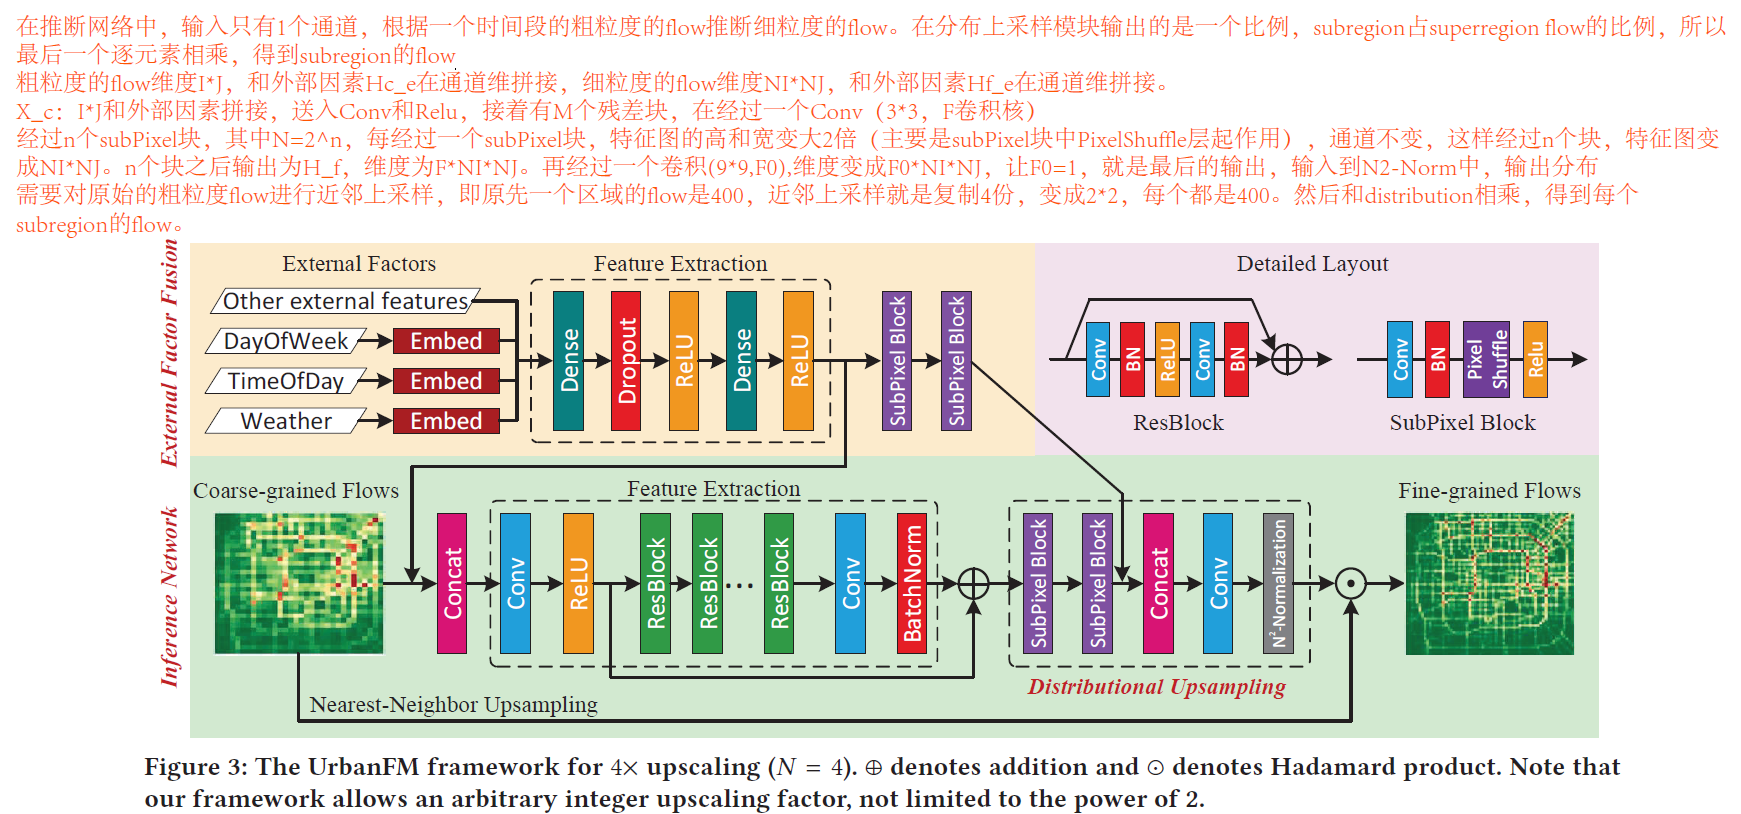 在推断网络中，输入只有1个通道，根据一个时间段的粗粒度的flow推断细粒度的flow。在分布上采样模块输出的是一个比例，subregion占superregion flow的比例，所以
最后一个逐元素相乘，得到subregion的flow
粗粒度的flow维度I*J，和外部因素Hc_e在通道维拼接，细粒度的flow维度NI*NJ，和外部因素Hf_e在通道维拼接。
X_c：I*J和外部因素拼接，送入Conv和Relu，接着有M个残差块，在经过一个Conv（3*3，F卷积核）
经过n个subPixel块，其中N=2^n，每经过一个subPixel块，特征图的高和宽变大2倍（主要是subPixel块中PixelShuffle层起作用），通道不变，这样经过n个块，特征图变
成NI*NJ。n个块之后输出为H_f，维度为F*NI*NJ。再经过一个卷积(9*9,F0),维度变成F0*NI*NJ，让F0=1，就是最后的输出，输入到N2-Norm中，输出分布
需要对原始的粗粒度flow进行近邻上采样，即原先一个区域的flow是400，近邻上采样就是复制4份，变成2*2，每个都是400。然后和distribution相乘，得到每个
subregion的flow。
External Factor Fusion
External Factors
Other external features
DayOfWeek
Embed
TimeOfDay
Embed
Weather
Embed
Feature Extraction
Dense
Dropout
ReLU
Dense
ReLU
SubPixel Block
SubPixel Block
Detailed Layout
Conv
BN
ReLU
Conv
BN
ResBlock
Conv
BN
Pixel
Shuffle
Relu
SubPixel Block
Inference Network
Coarse-grained Flows
Concat
Feature Extraction
Conv
ReLU
ResBlock
ResBlock
...
ResBlock
Conv
BatchNorm
SubPixel Block
SubPixel Block
Concat
Conv
N²-Normalization
Distributional Upsampling
Fine-grained Flows
Nearest-Neighbor Upsampling
Figure 3: The UrbanFM framework for 4× upscaling (N = 4). ⊕ denotes addition and ⊙ denotes Hadamard product. Note that
our framework allows an arbitrary integer upscaling factor, not limited to the power of 2.